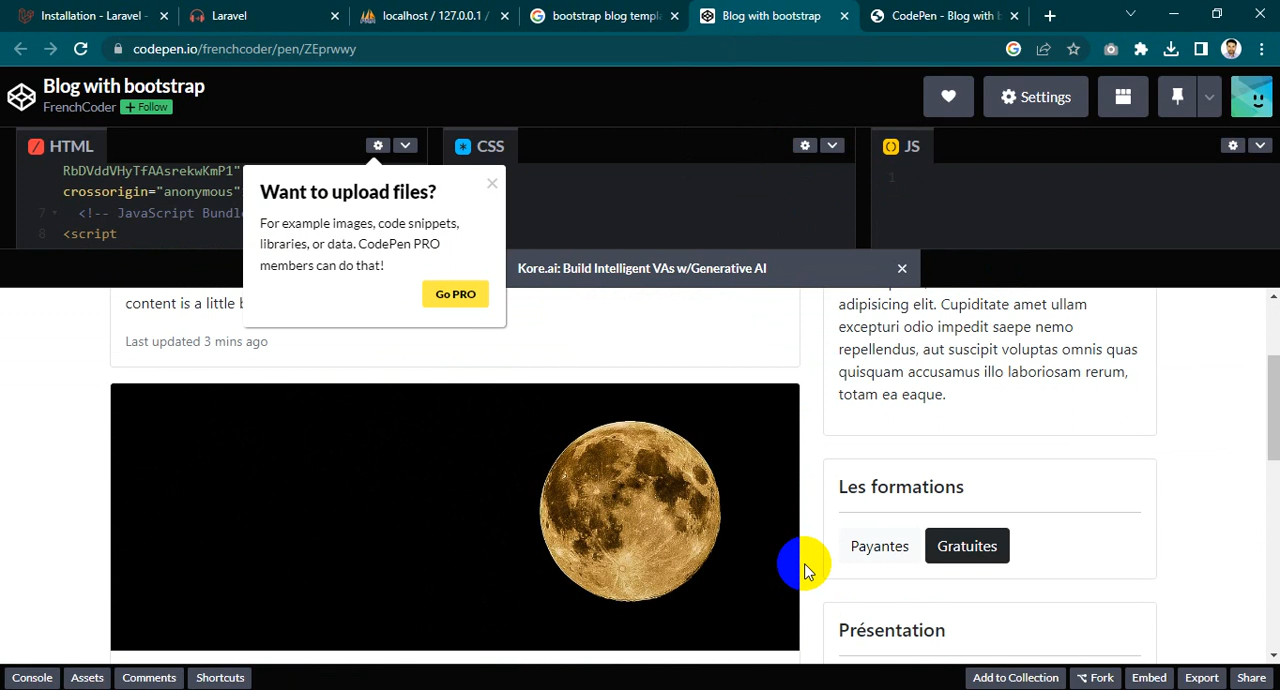 Installation - Laravel -
Laravel
localhost / 127.0.0.1 /
bootstrap blog templa
Blog with bootstrap
CodePen - Blog with b
codepen.io/frenchcoder/pen/ZEprwwy
Blog with bootstrap
FrenchCoder
+ Follow
Settings
HTML
CSS
JS
RbDVddVHyTfAAsrekwKmP1"
crossorigin="anonymous"
7
<!-- JavaScript Bundl
8
<script
1
Want to upload files?
For example images, code snippets,
libraries, or data. CodePen PRO
members can do that!
Go PRO
Kore.ai: Build Intelligent VAs w/Generative AI
content is a little b
Last updated 3 mins ago
adipisicing elit. Cupiditate amet ullam
excepturi odio impedit saepe nemo
repellendus, aut suscipit voluptas omnis quas
quisquam accusamus illo laboriosam rerum,
totam ea eaque.
Les formations
Payantes
Gratuites
Présentation
Console
Assets
Comments
Shortcuts
Add to Collection
Fork
Embed
Export
Share